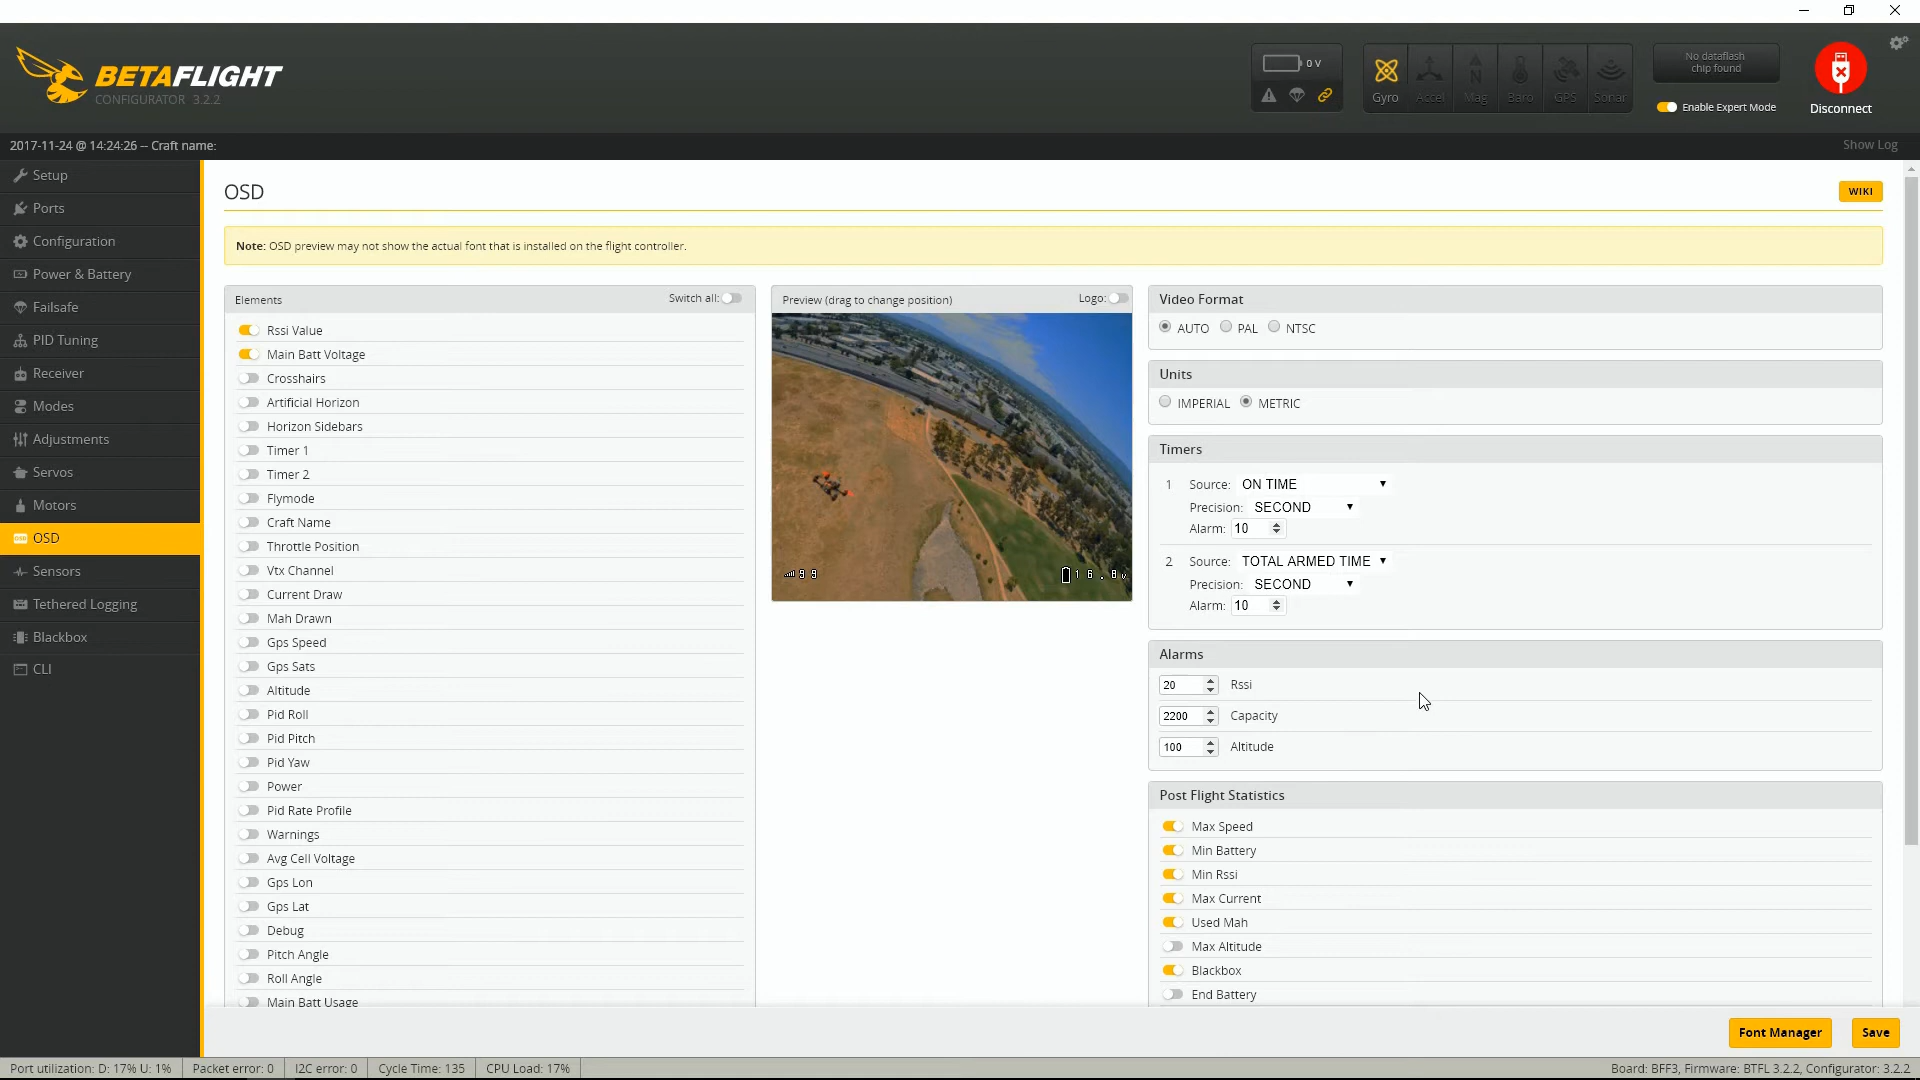 BETAFLIGHT
CONFIGURATOR 3.2.2
0 V
Gyro
Accel
Mag
Baro
GPS
Sonar
No dataflash
chip found
Enable Expert Mode
Disconnect
2017-11-24 @ 14:24:26 -- Craft name:
Show Log
Setup
Ports
Configuration
Power & Battery
Failsafe
PID Tuning
Receiver
Modes
Adjustments
Servos
Motors
OSD
Sensors
Tethered Logging
Blackbox
CLI
OSD
WIKI
Note: OSD preview may not show the actual font that is installed on the flight controller.
Elements
Switch all:
Rssi Value
Main Batt Voltage
Crosshairs
Artificial Horizon
Horizon Sidebars
Timer 1
Timer 2
Flymode
Craft Name
Throttle Position
Vtx Channel
Current Draw
Mah Drawn
Gps Speed
Gps Sats
Altitude
Pid Roll
Pid Pitch
Pid Yaw
Power
Pid Rate Profile
Warnings
Avg Cell Voltage
Gps Lon
Gps Lat
Debug
Pitch Angle
Roll Angle
Main Batt Usage
Preview (drag to change position)
Logo:
99
16.8v
Video Format
AUTO PAL NTSC
Units
IMPERIAL METRIC
Timers
1 Source: ON TIME
Precision: SECOND
Alarm: 10
2 Source: TOTAL ARMED TIME
Precision: SECOND
Alarm: 10
Alarms
20 Rssi
2200 Capacity
100 Altitude
Post Flight Statistics
Max Speed
Min Battery
Min Rssi
Max Current
Used Mah
Max Altitude
Blackbox
End Battery
Font Manager
Save
Port utilization: D: 17% U: 1%
Packet error: 0
I2C error: 0
Cycle Time: 135
CPU Load: 17%
Board: BFF3, Firmware: BTFL 3.2.2, Configurator: 3.2.2